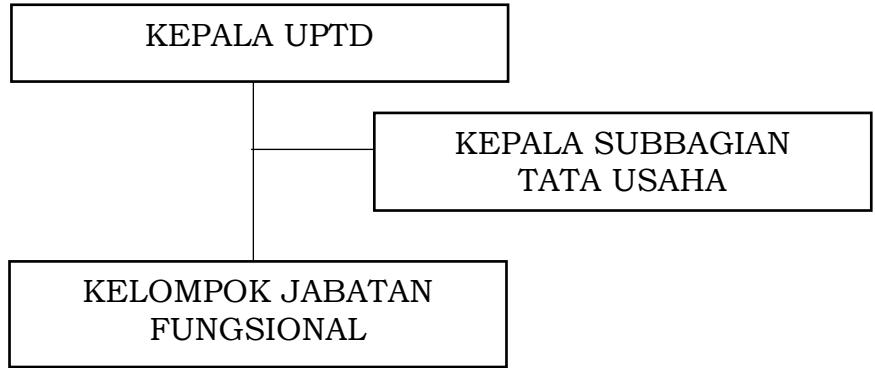 KEPALA UPTD
KEPALA SUBBAGIAN
TATA USAHA
KELOMPOK JABATAN
FUNGSIONAL